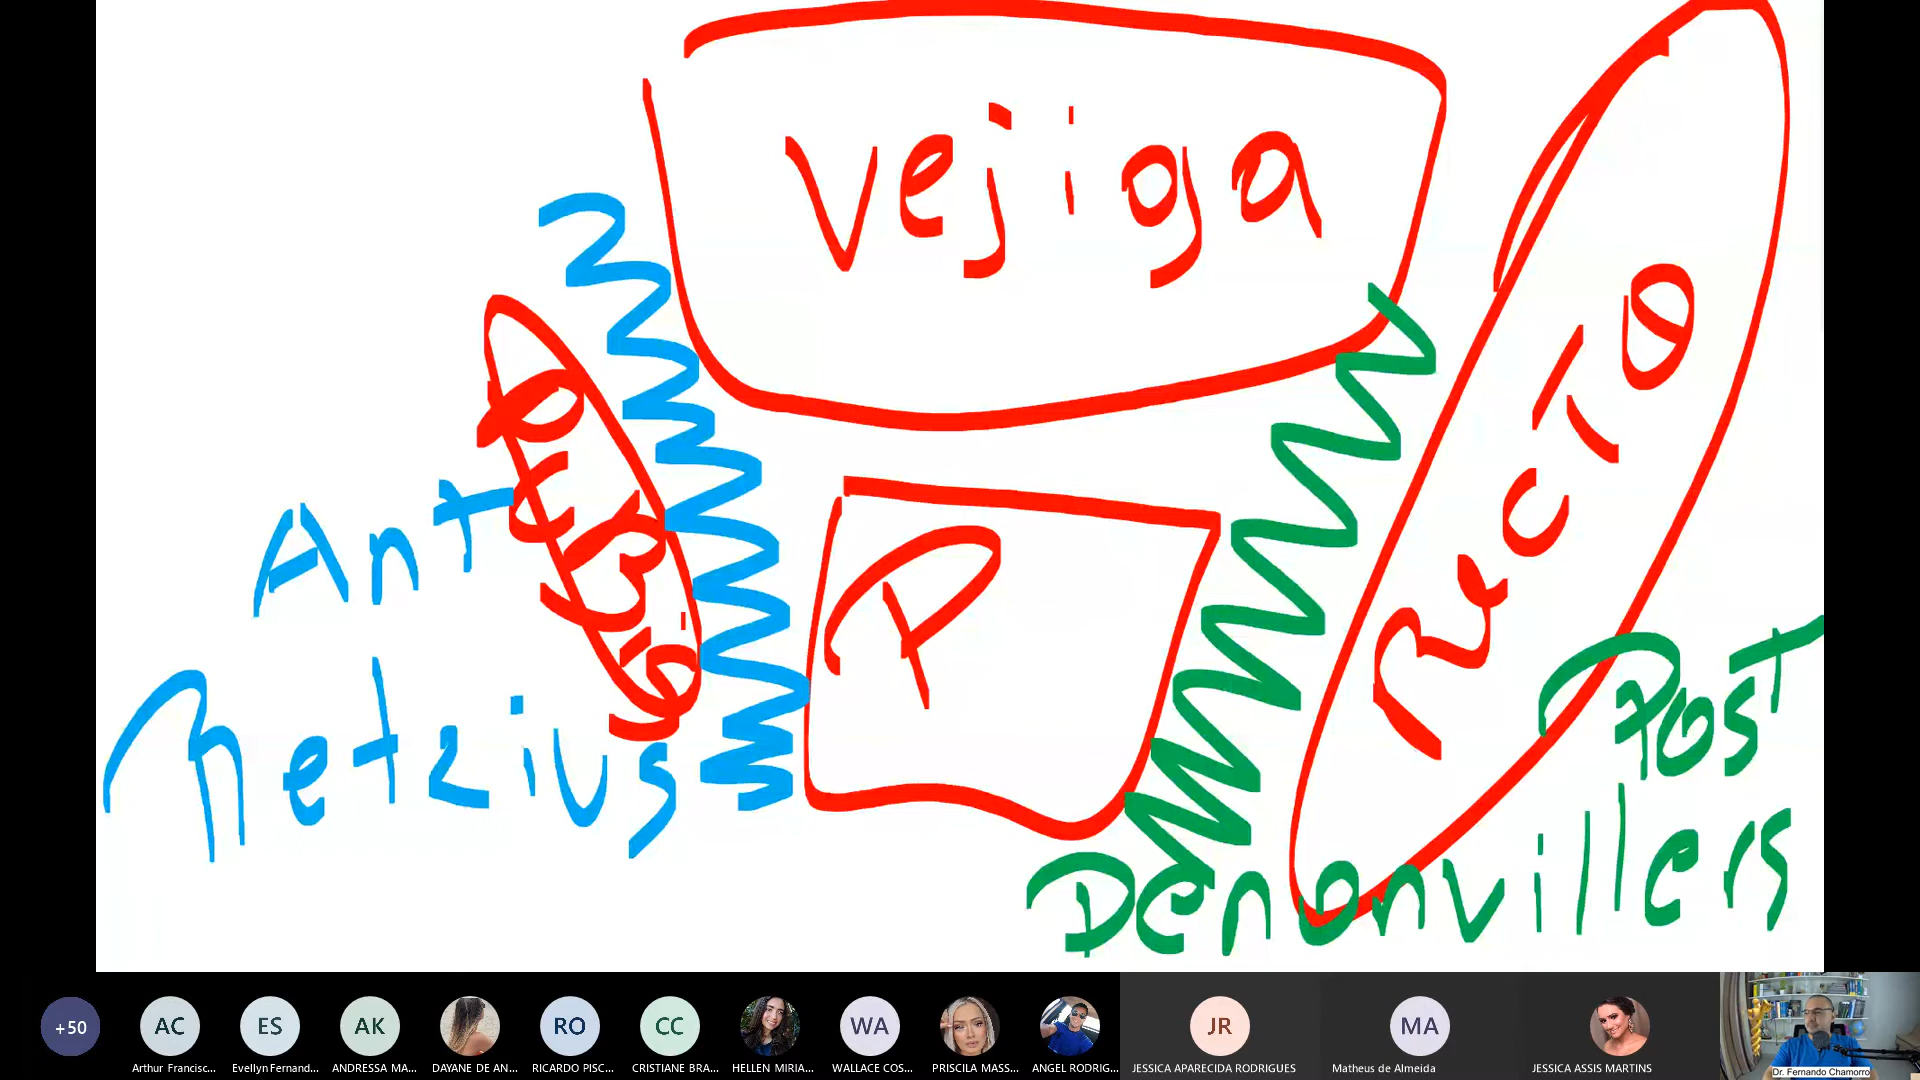 vejiga
PUBIS
P
RecTO
Ant
Retzius
Post
Denonvillers
+50
AC
ES
AK
RO
CC
WA
JR
MA
Arthur Francisc...
Evellyn Fernand...
ANDRESSA MA...
DAYANE DE AN...
RICARDO PISC...
CRISTIANE BRA...
HELLEN MIRIA...
WALLACE COS...
PRISCILA MASS...
ANGEL RODRIG...
JESSICA APARECIDA RODRIGUES
Matheus de Almeida
JESSICA ASSIS MARTINS
Dr. Fernando Chamorro